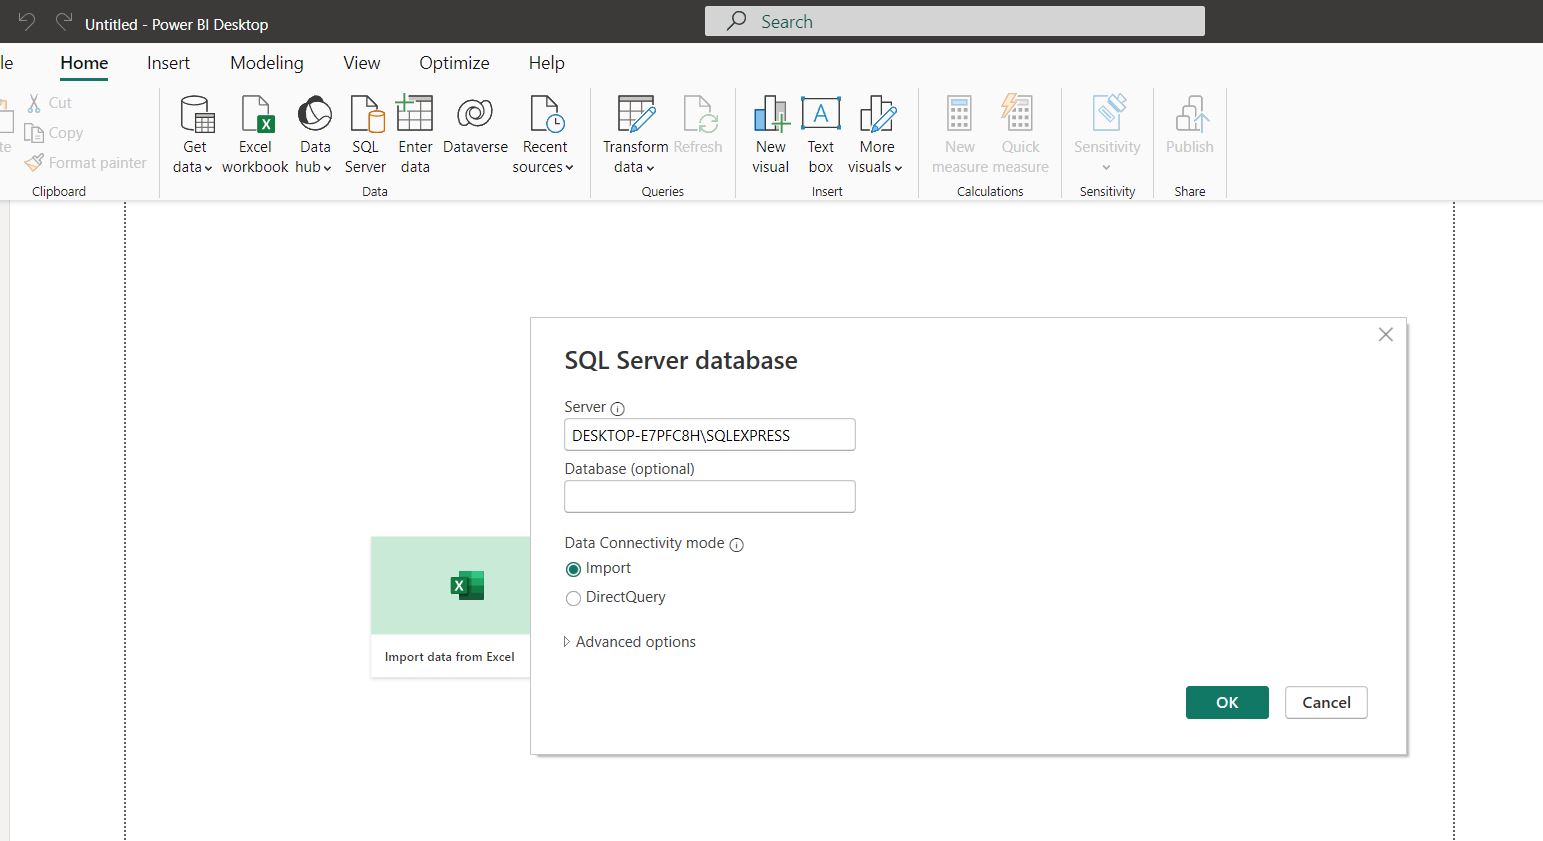 Untitled - Power BI Desktop
Search
le
Home
Insert
Modeling
View
Optimize
Help
te
Cut
Copy
Format painter
Clipboard
Get data
Excel workbook
Data hub
SQL Server
Enter data
Dataverse
Recent sources
Data
Transform data
Refresh
Queries
New visual
Text box
A
More visuals
Insert
New measure
Quick measure
Calculations
Sensitivity
Sensitivity
Publish
Share
SQL Server database
Server
DESKTOP-E7PFC8H\SQLEXPRESS
Database (optional)
Data Connectivity mode
Import
DirectQuery
Advanced options
OK
Cancel
Import data from Excel